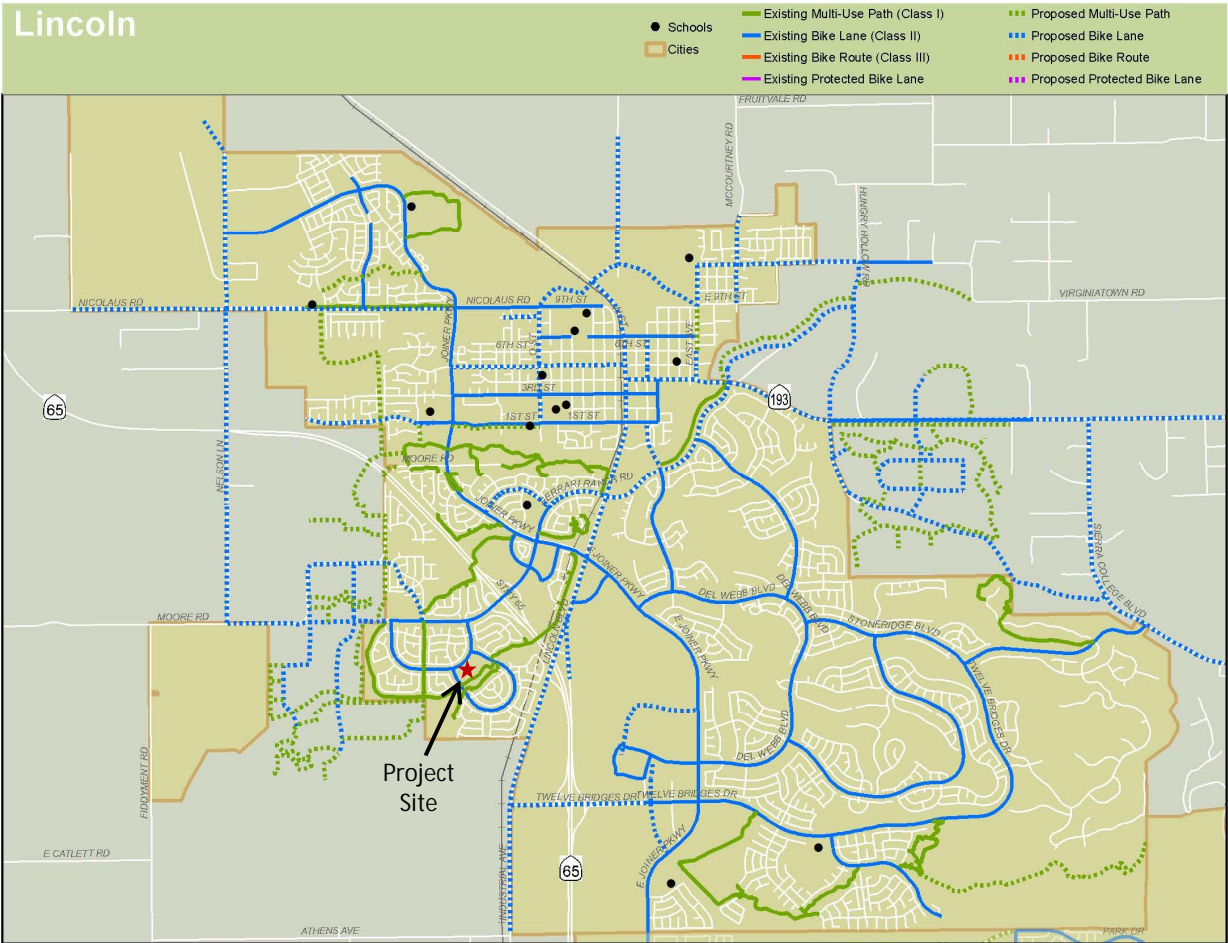 Lincoln
Schools
Cities
Existing Multi-Use Path (Class I)
Existing Bike Lane (Class II)
Existing Bike Route (Class III)
Existing Protected Bike Lane
Proposed Multi-Use Path
Proposed Bike Lane
Proposed Bike Route
Proposed Protected Bike Lane
FRUITVALE RD
MCCOURTNEY RD
HUNGRY HOLLOW RD
VIRGINIATOWN RD
NICOLAUS RD
NICOLAUS RD
9TH ST
E 9TH ST
JOINER PKWY
6TH ST
O ST
6TH ST
EAST AVE
3RD ST
1ST ST
1ST ST
65
193
NELSON LN
MOORE RD
FERRARI RANCH RD
JOINER PKWY
E JOINER PKWY
ST HY 65
LINCOLN BLVD
SIERRA COLLEGE BLVD
MOORE RD
DEL WEBB BLVD
DEL WEBB BLVD
STONERIDGE BLVD
E JOINER PKWY
TWELVE BRIDGES DR
DEL WEBB BLVD
Project
Site
FIDDYMENT RD
TWELVE BRIDGES DR
TWELVE BRIDGES DR
E JOINER PKWY
E CATLETT RD
INDUSTRIAL AVE
65
ATHENS AVE
PARK DR